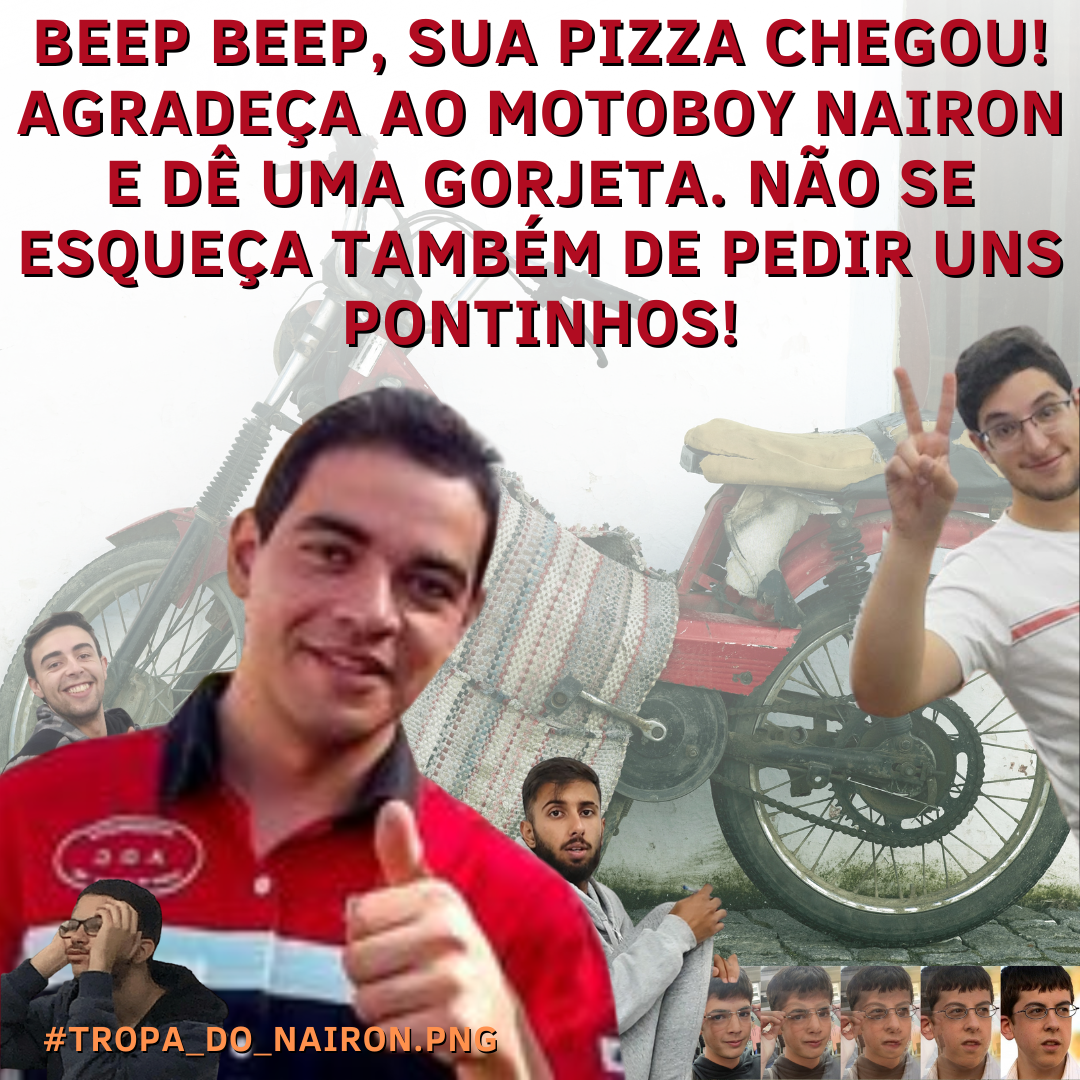 BEEP BEEP, SUA PIZZA CHEGOU!
AGRADEÇA AO MOTOBOY NAIRON
E DÊ UMA GORJETA. NÃO SE
ESQUEÇA TAMBÉM DE PEDIR UNS
PONTINHOS!
#TROPA_DO_NAIRON.PNG